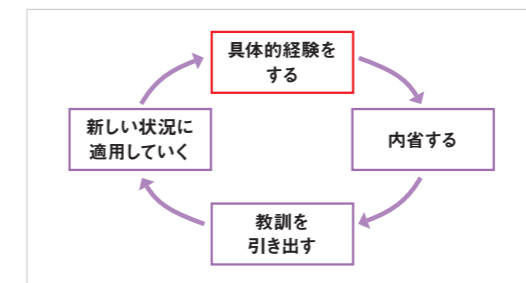 具体的経験を
する
内省する
教訓を
引き出す
新しい状況に
適用していく